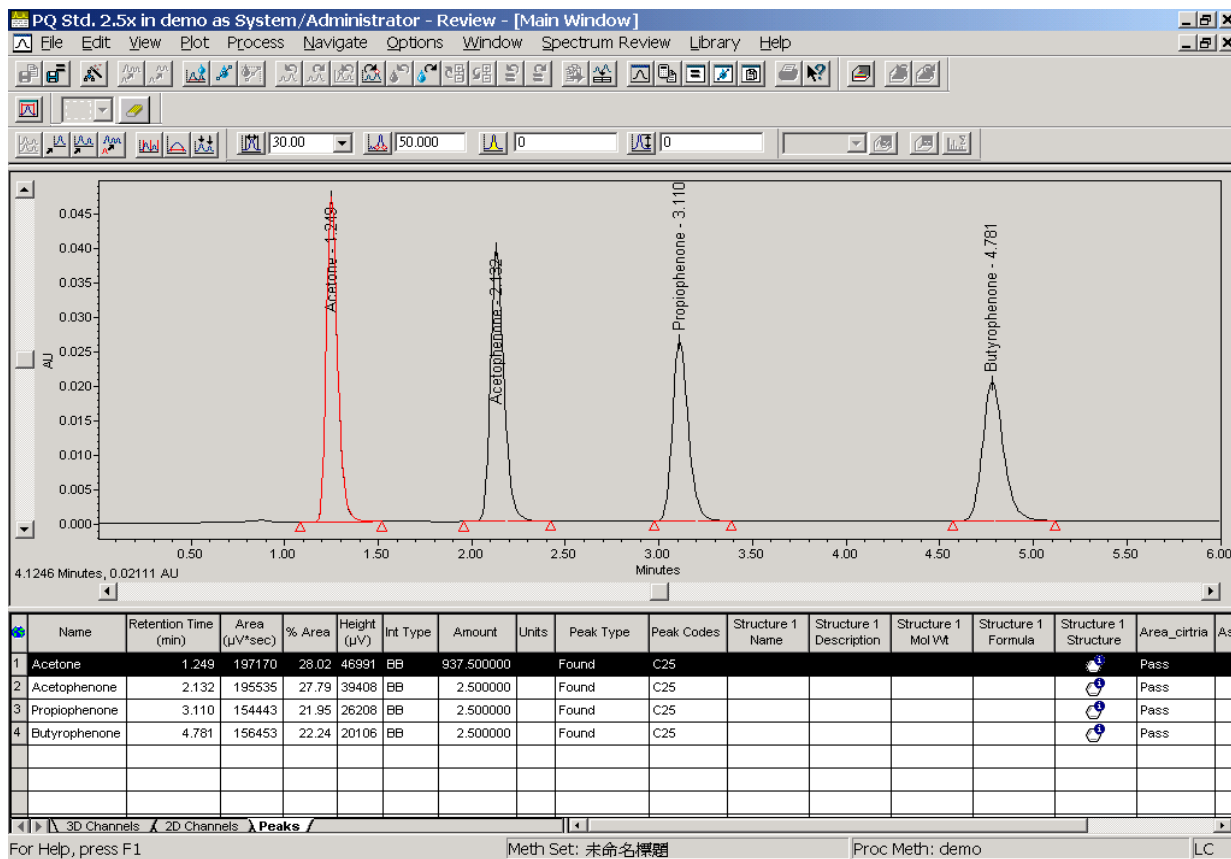 PQ Std. 2.5x in demo as System/Administrator - Review - [Main Window]
File Edit View Plot Process Navigate Options Window Spectrum Review Library Help
30.00 50.000 0 0
0.045
0.040
0.035
0.030
0.025
0.020
0.015
0.010
0.005
0.000
AU
Acetone - 1.249
Acetophenone - 2.132
Propiophenone - 3.110
Butyrophenone - 4.781
0.50 1.00 1.50 2.00 2.50 3.00 3.50 4.00 4.50 5.00 5.50 6.00
Minutes
4.1246 Minutes, 0.02111 AU
Name Retention Time (min) Area (µV*sec) % Area Height (µV) Int Type Amount Units Peak Type Peak Codes Structure 1 Name Structure 1 Description Structure 1 Mol Wt Structure 1 Formula Structure 1 Structure Area_cirtria As
1 Acetone 1.249 197170 28.02 46991 BB 937.500000 Found C25 Pass
2 Acetophenone 2.132 195535 27.79 39408 BB 2.500000 Found C25 Pass
3 Propiophenone 3.110 154443 21.95 26208 BB 2.500000 Found C25 Pass
4 Butyrophenone 4.781 156453 22.24 20106 BB 2.500000 Found C25 Pass
3D Channels 2D Channels Peaks
For Help, press F1 Meth Set: 未命名標題 Proc Meth: demo LC